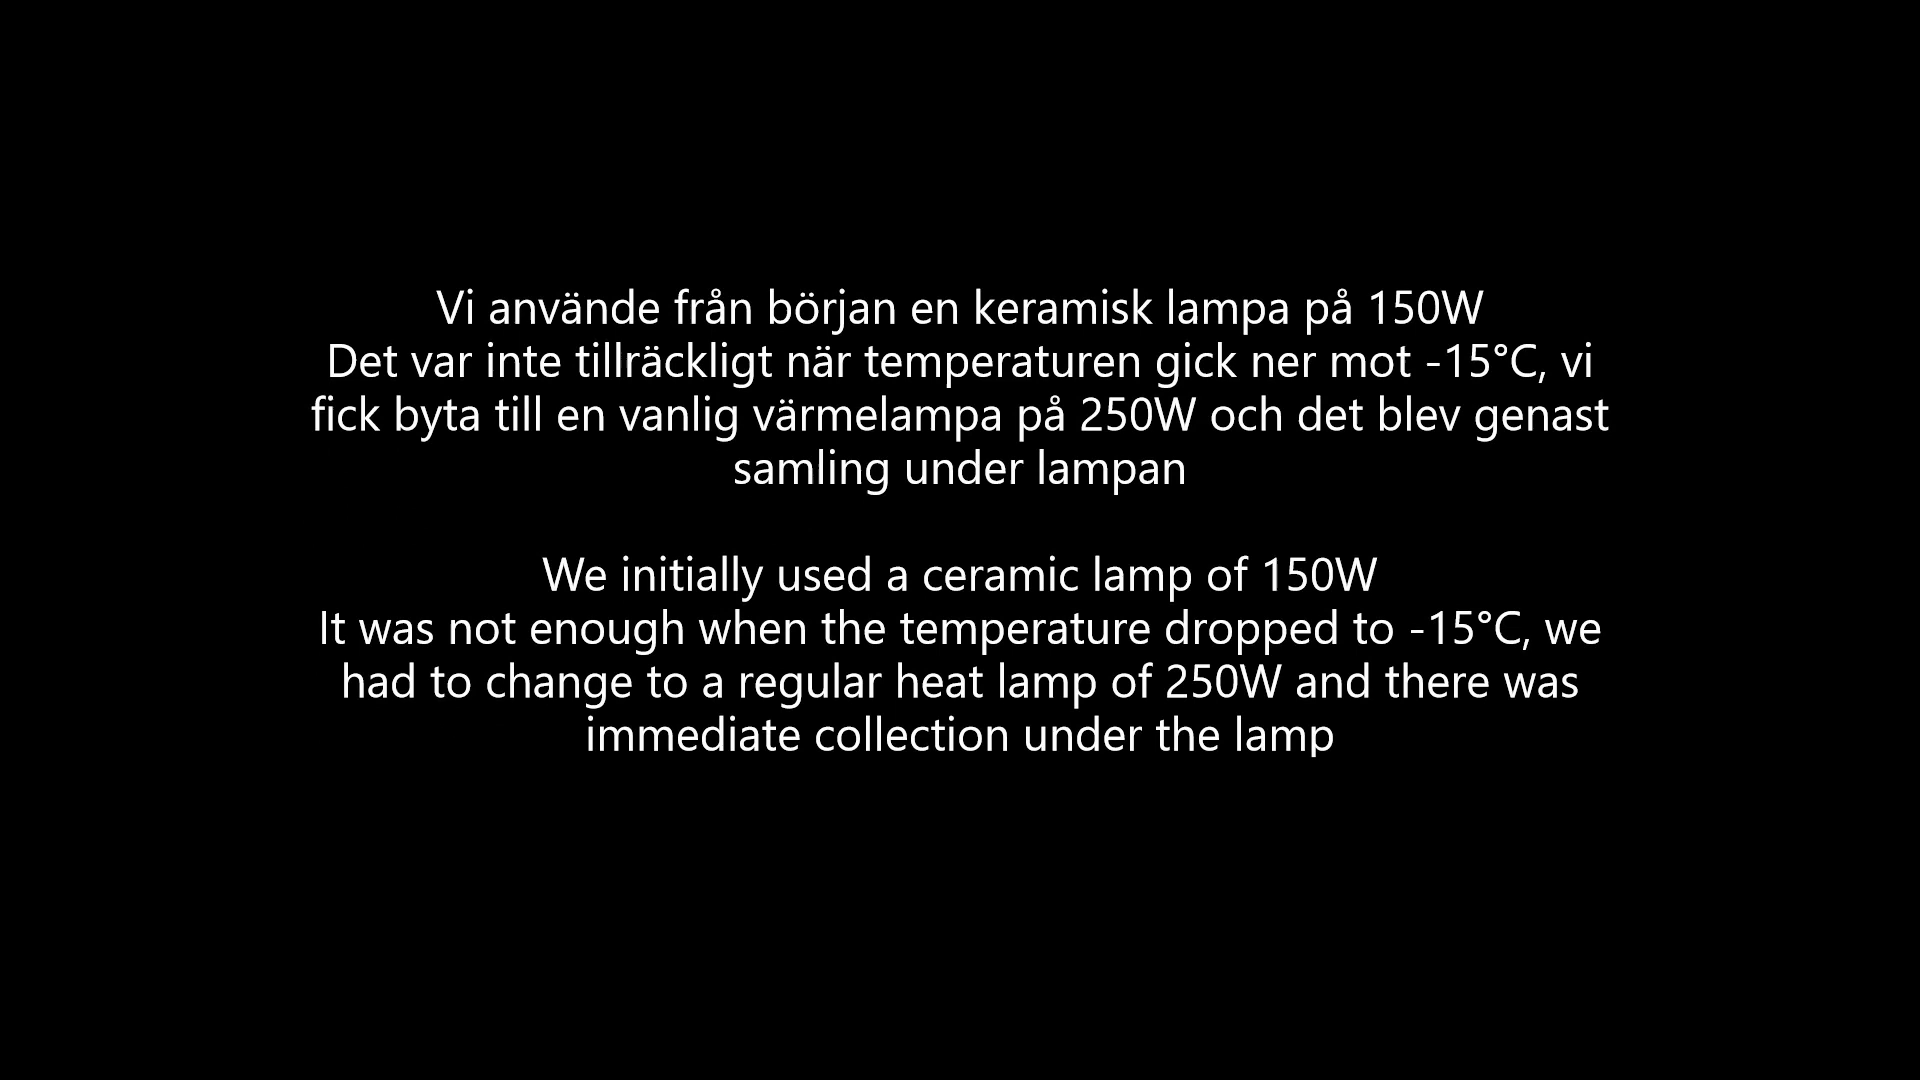 Vi använde från början en keramisk lampa på 150W
Det var inte tillräckligt när temperaturen gick ner mot -15°C, vi
fick byta till en vanlig värmelampa på 250W och det blev genast
samling under lampan
We initially used a ceramic lamp of 150W
It was not enough when the temperature dropped to -15°C, we
had to change to a regular heat lamp of 250W and there was
immediate collection under the lamp